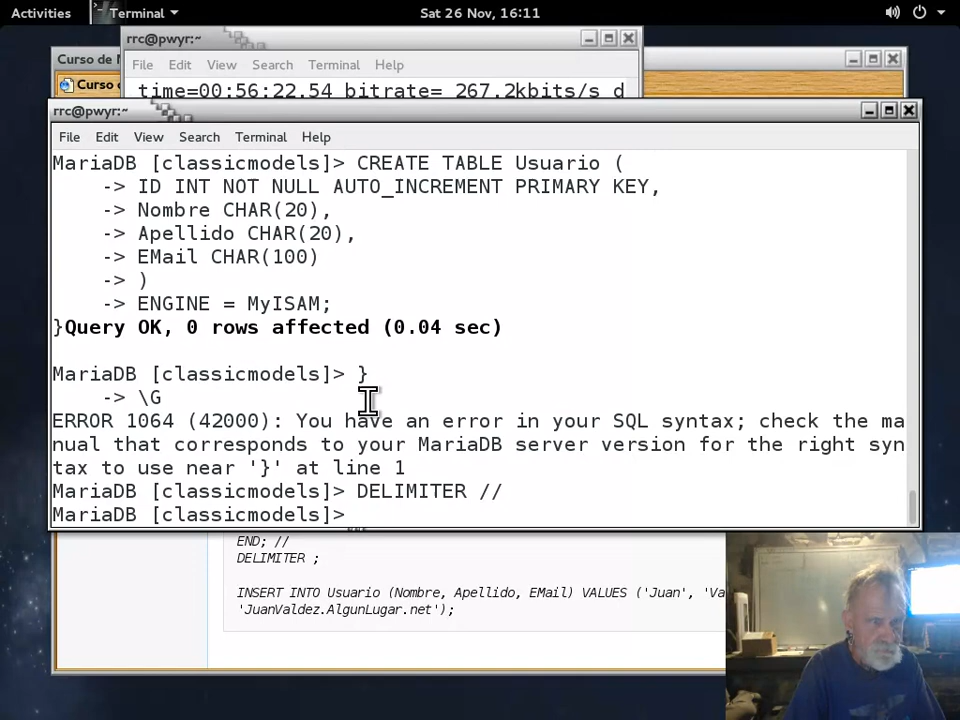 Activities Terminal Sat 26 Nov, 16:11
rrc@pwyr:~
Curso de
File Edit View Search Terminal Help
Curso
time=00:56:22.54 bitrate= 267.2kbits/s d
rrc@pwyr:~
File Edit View Search Terminal Help
MariaDB [classicmodels]> CREATE TABLE Usuario (
-> ID INT NOT NULL AUTO_INCREMENT PRIMARY KEY,
-> Nombre CHAR(20),
-> Apellido CHAR(20),
-> EMail CHAR(100)
-> )
-> ENGINE = MyISAM;
}Query OK, 0 rows affected (0.04 sec)
MariaDB [classicmodels]> }
-> \G
ERROR 1064 (42000): You have an error in your SQL syntax; check the ma
nual that corresponds to your MariaDB server version for the right syn
tax to use near '}' at line 1
MariaDB [classicmodels]> DELIMITER //
MariaDB [classicmodels]>
END; //
DELIMITER ;
INSERT INTO Usuario (Nombre, Apellido, EMail) VALUES ('Juan', 'Va
'JuanValdez.AlgunLugar.net');